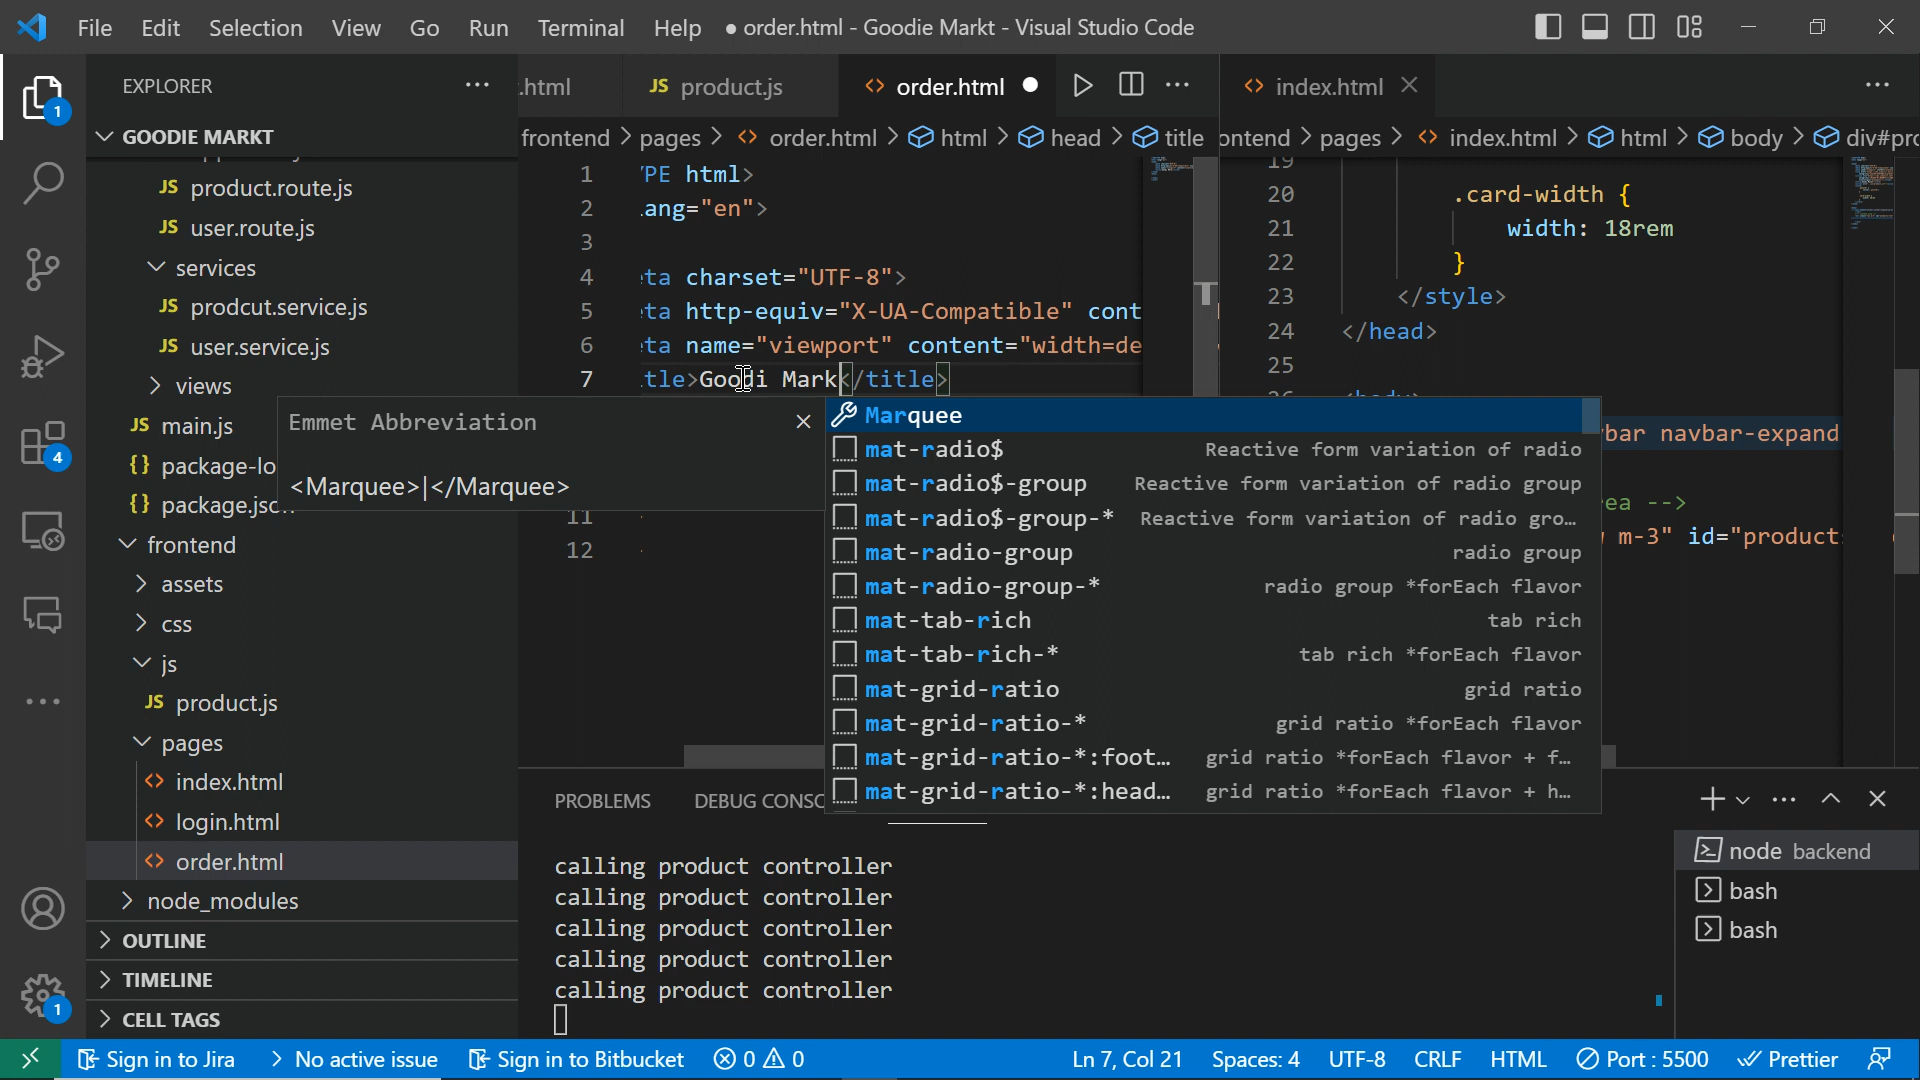 File Edit Selection View Go Run Terminal Help ● order.html - Goodie Markt - Visual Studio Code
EXPLORER
GOODIE MARKT
JS product.route.js
JS user.route.js
services
JS prodcut.service.js
JS user.service.js
views
JS main.js
{} package-lo
{} package.jso
frontend
assets
css
js
JS product.js
pages
<> index.html
<> login.html
<> order.html
node_modules
OUTLINE
TIMELINE
CELL TAGS
1
4
1
.html
JS product.js
<> order.html
frontend > pages > <> order.html > html > head > title
1 PE html>
2 ang="en">
3
4 ta charset="UTF-8">
5 ta http-equiv="X-UA-Compatible" cont
6 ta name="viewport" content="width=de
7 tle>Goodi Mark</title>
11
12
Emmet Abbreviation
<Marquee>|</Marquee>
Marquee
mat-radio$ Reactive form variation of radio
mat-radio$-group Reactive form variation of radio group
mat-radio$-group-* Reactive form variation of radio gro…
mat-radio-group radio group
mat-radio-group-* radio group *forEach flavor
mat-tab-rich tab rich
mat-tab-rich-* tab rich *forEach flavor
mat-grid-ratio grid ratio
mat-grid-ratio-* grid ratio *forEach flavor
mat-grid-ratio-*:foot… grid ratio *forEach flavor + f…
mat-grid-ratio-*:head… grid ratio *forEach flavor + h…
<> index.html
ontend > pages > <> index.html > html > body > div#pro
19
20 .card-width {
21 width: 18rem
22 }
23 </style>
24 </head>
25
bar navbar-expand
ea -->
m-3" id="product
PROBLEMS DEBUG CONSO
calling product controller
calling product controller
calling product controller
calling product controller
calling product controller
node backend
bash
bash
Sign in to Jira
No active issue
Sign in to Bitbucket
0 0
Ln 7, Col 21
Spaces: 4
UTF-8
CRLF
HTML
Port : 5500
Prettier